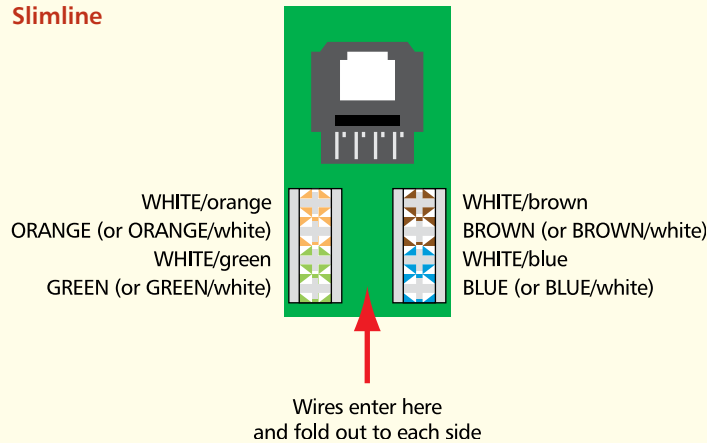 Slimline
WHITE/orange
ORANGE (or ORANGE/white)
WHITE/green
GREEN (or GREEN/white)
WHITE/brown
BROWN (or BROWN/white)
WHITE/blue
BLUE (or BLUE/white)
Wires enter here
and fold out to each side